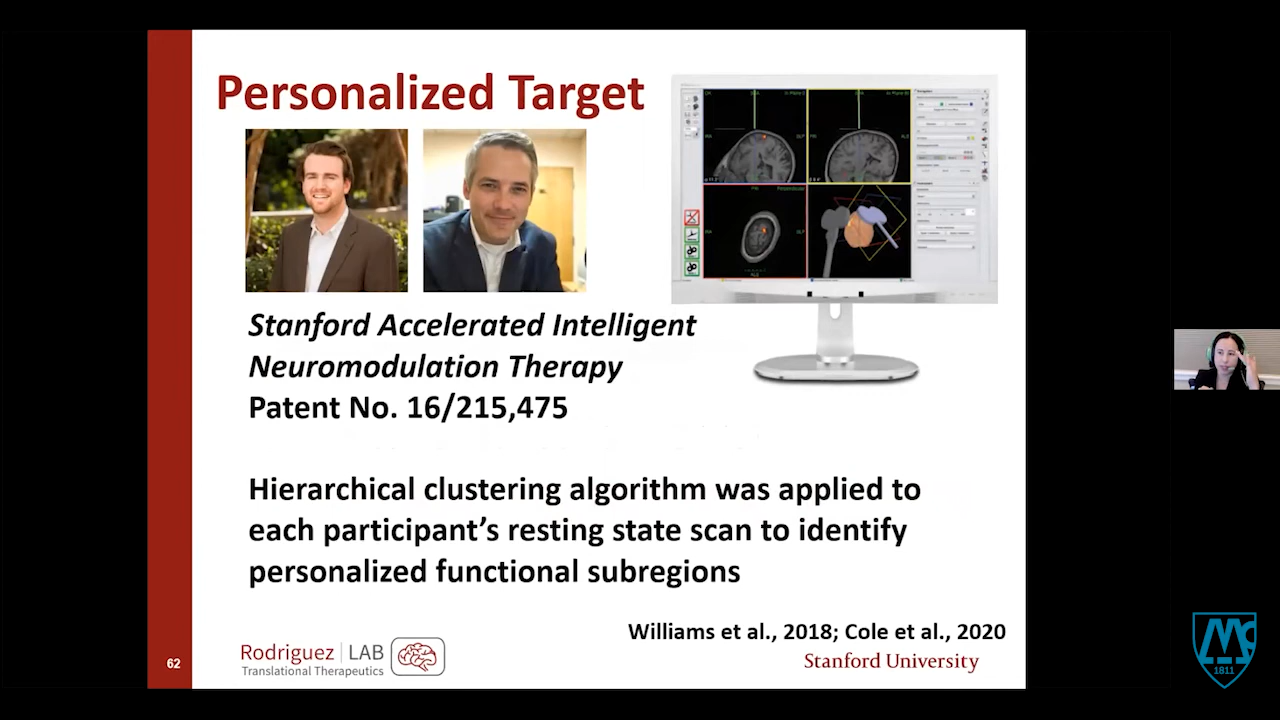 Personalized Target
Stanford Accelerated Intelligent
Neuromodulation Therapy
Patent No. 16/215,475
Hierarchical clustering algorithm was applied to
each participant's resting state scan to identify
personalized functional subregions
Williams et al., 2018; Cole et al., 2020
Rodriguez LAB
Translational Therapeutics
Stanford University
62
1811